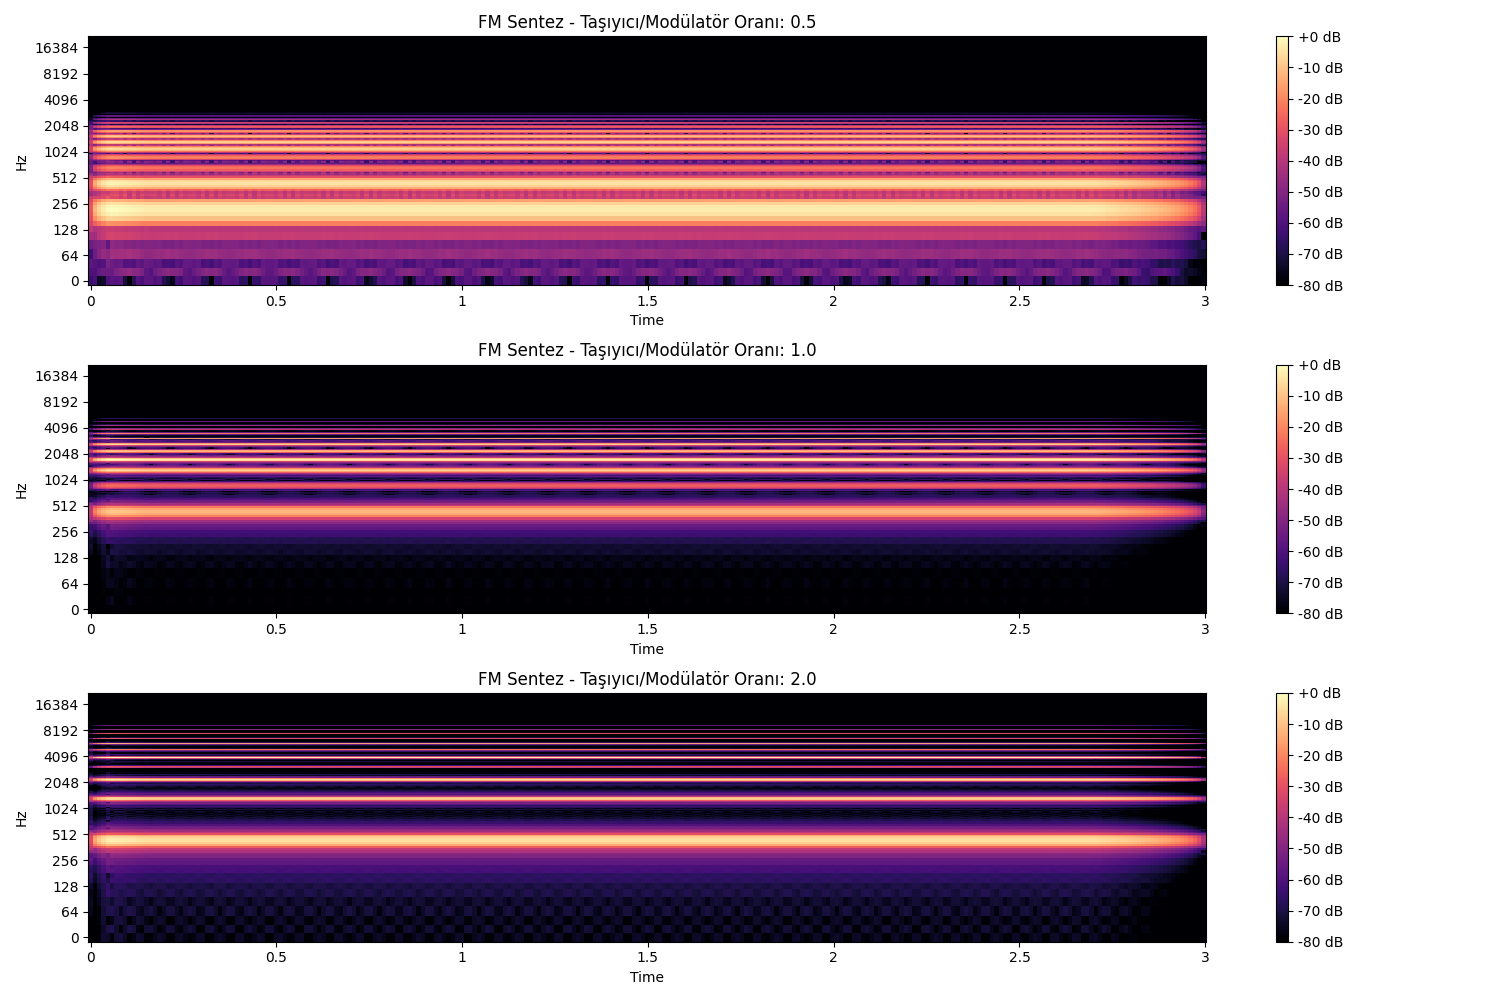 FM Sentez - Taşıyıcı/Modülatör Oranı: 0.5
16384
8192
4096
2048
1024
512
256
128
64
0
Hz
0
0.5
1
1.5
2
2.5
3
Time
+0 dB
-10 dB
-20 dB
-30 dB
-40 dB
-50 dB
-60 dB
-70 dB
-80 dB
FM Sentez - Taşıyıcı/Modülatör Oranı: 1.0
16384
8192
4096
2048
1024
512
256
128
64
0
Hz
0
0.5
1
1.5
2
2.5
3
Time
+0 dB
-10 dB
-20 dB
-30 dB
-40 dB
-50 dB
-60 dB
-70 dB
-80 dB
FM Sentez - Taşıyıcı/Modülatör Oranı: 2.0
16384
8192
4096
2048
1024
512
256
128
64
0
Hz
0
0.5
1
1.5
2
2.5
3
Time
+0 dB
-10 dB
-20 dB
-30 dB
-40 dB
-50 dB
-60 dB
-70 dB
-80 dB